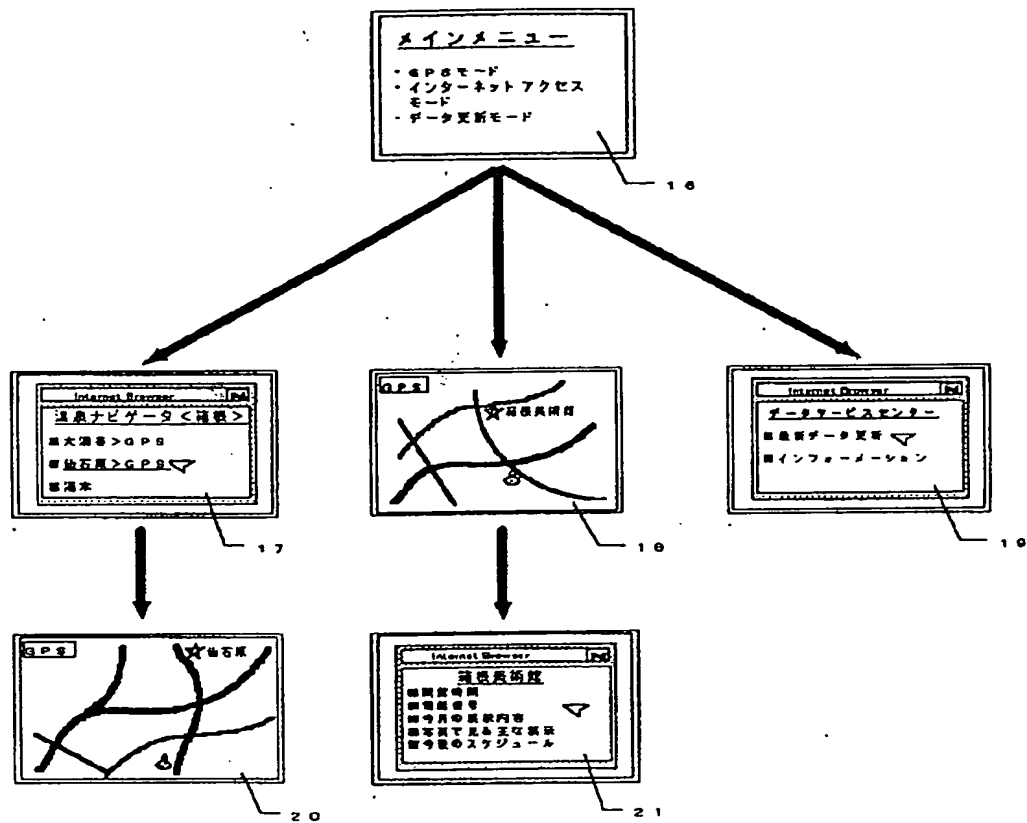 メインメニュー
・GPSモード
・インターネットアクセス
モード
・データ更新モード
16
Internet Browser
温泉ナビゲータ<箱根>
■大涌谷>GPS
■仙石原>GPS
■湯本
17
GPS
☆箱根美術館
18
Internet Browser
データサービスセンター
■最新データ更新
■インフォーメーション
19
GPS
☆仙石原
20
Internet Browser
箱根美術館
■開館時間
■電話番号
■今月の展示内容
■写真で見る主な展示
■今後のスケジュール
21